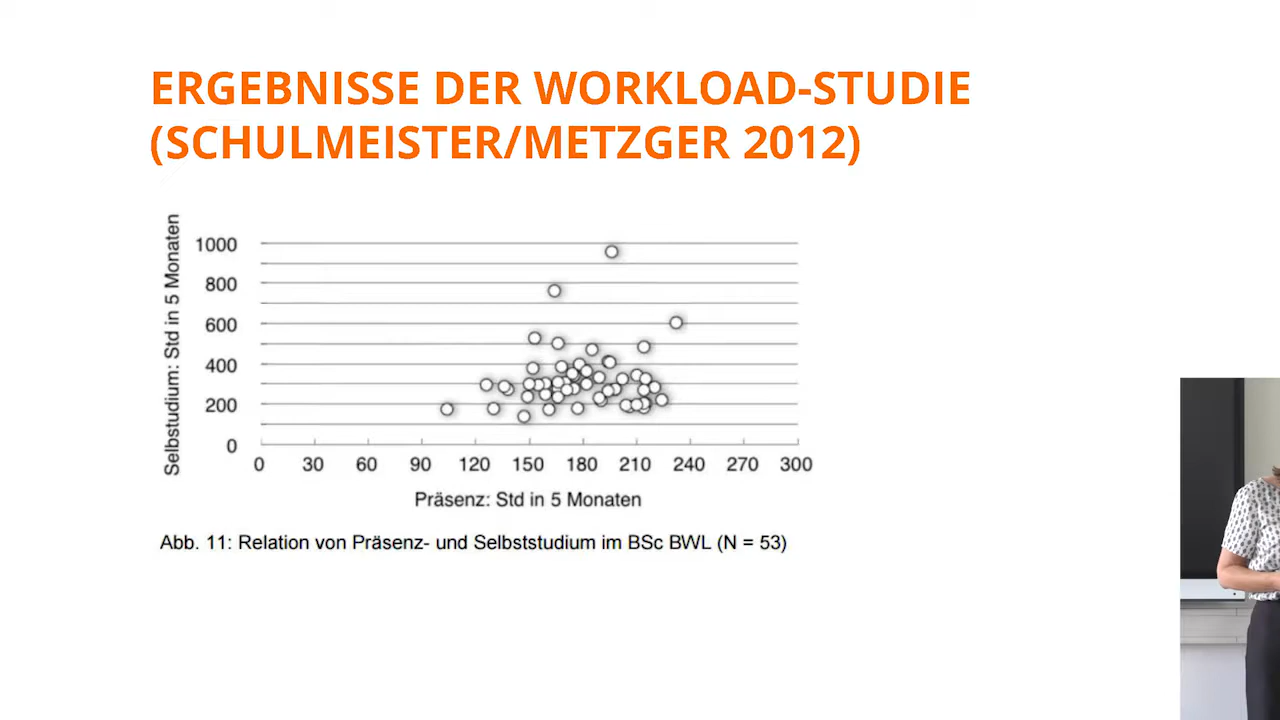 ERGEBNISSE DER WORKLOAD-STUDIE
(SCHULMEISTER/METZGER 2012)
Selbstudium: Std in 5 Monaten
1000
800
600
400
200
0
0 30 60 90 120 150 180 210 240 270 300
Präsenz: Std in 5 Monaten
Abb. 11: Relation von Präsenz- und Selbststudium im BSc BWL (N = 53)